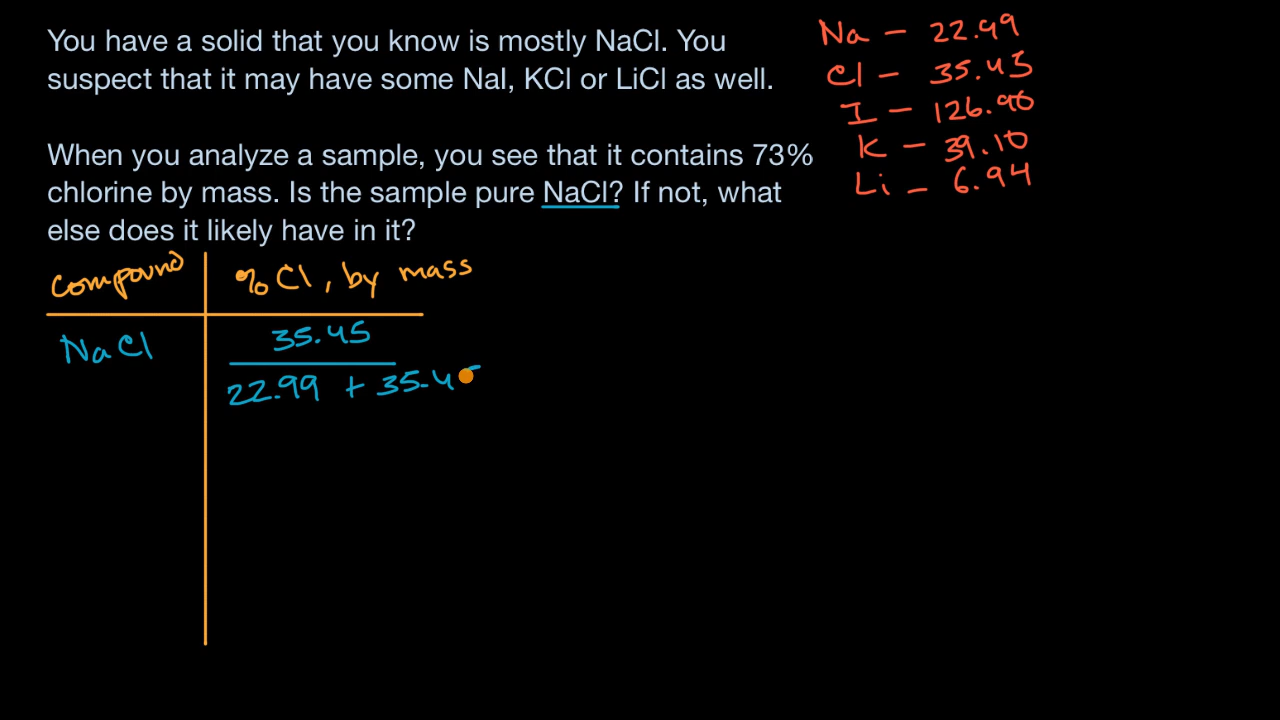 You have a solid that you know is mostly NaCl. You
suspect that it may have some NaI, KCl or LiCl as well.
When you analyze a sample, you see that it contains 73%
chlorine by mass. Is the sample pure NaCl? If not, what
else does it likely have in it?
Na – 22.99
Cl – 35.45
I – 126.90
K – 39.10
Li – 6.94
Compound % Cl, by mass
NaCl 35.45
22.99 + 35.45